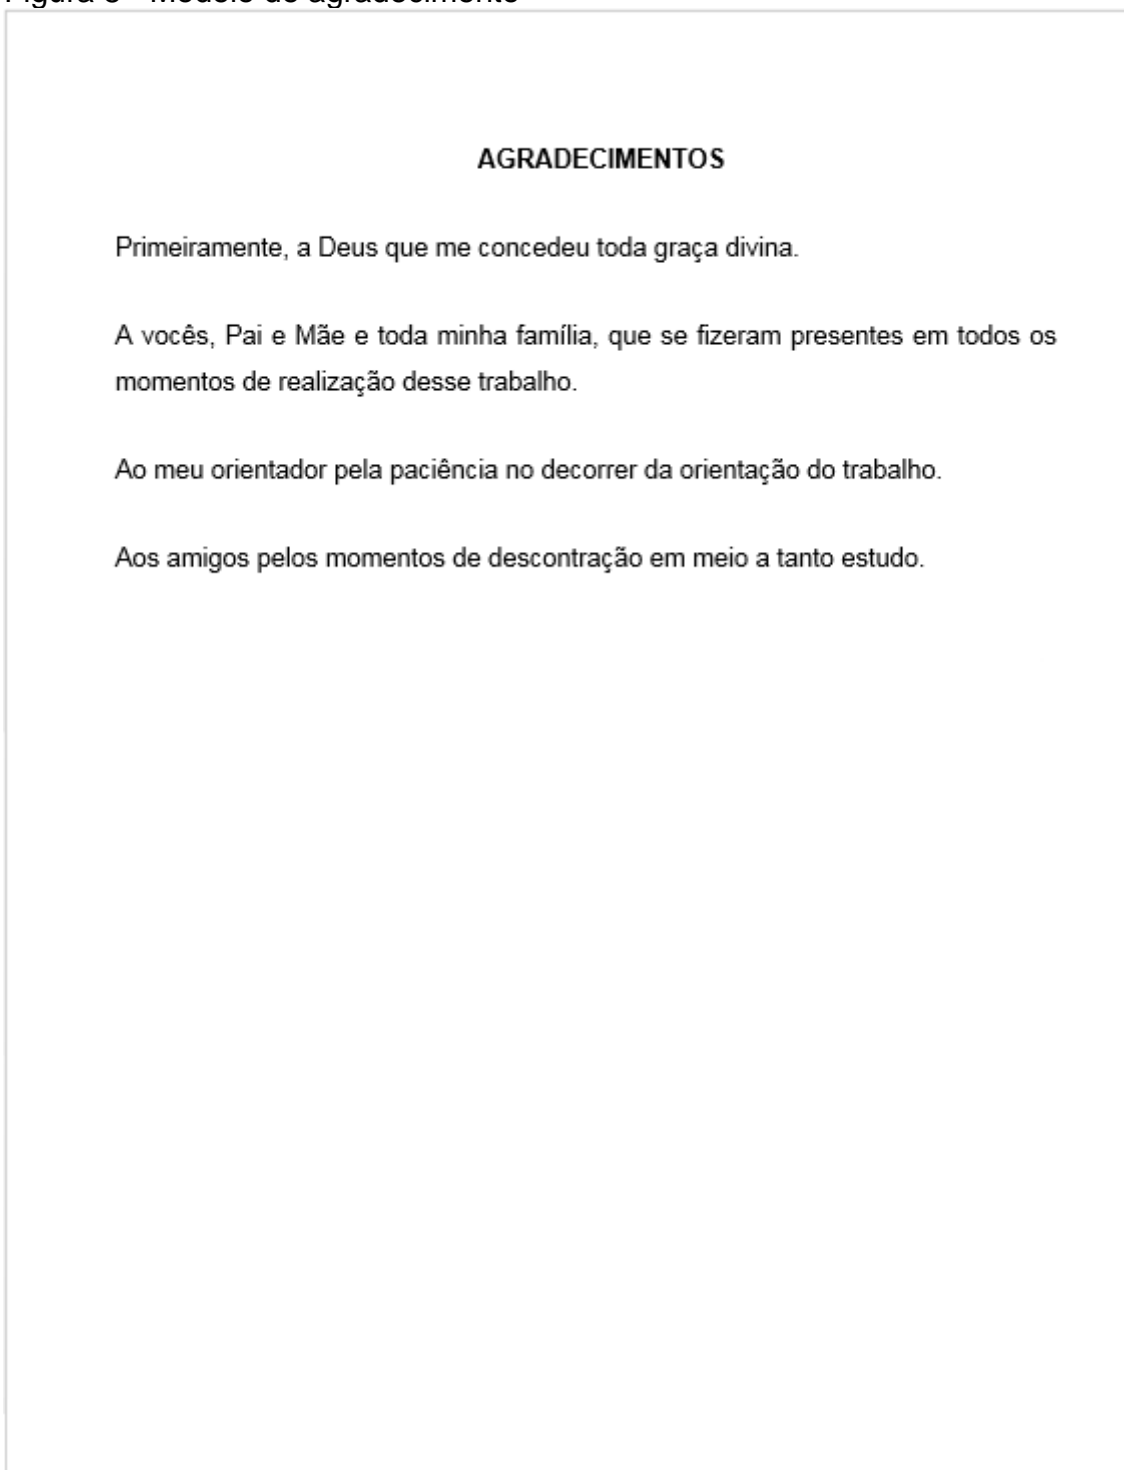 Modelo de agradecimento
AGRADECIMENTOS
Primeiramente, a Deus que me concedeu toda graça divina.
A vocês, Pai e Mãe e toda minha família, que se fizeram presentes em todos os
momentos de realização desse trabalho.
Ao meu orientador pela paciência no decorrer da orientação do trabalho.
Aos amigos pelos momentos de descontração em meio a tanto estudo.